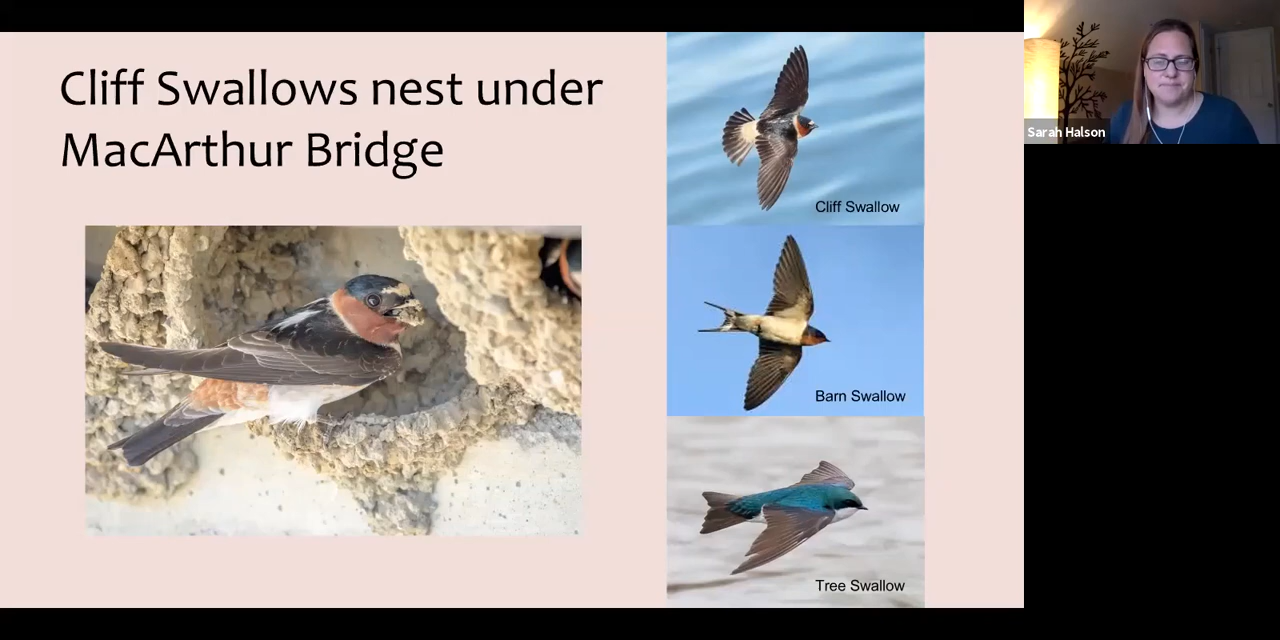 Cliff Swallows nest under
MacArthur Bridge
Cliff Swallow
Barn Swallow
Tree Swallow
Sarah Halson